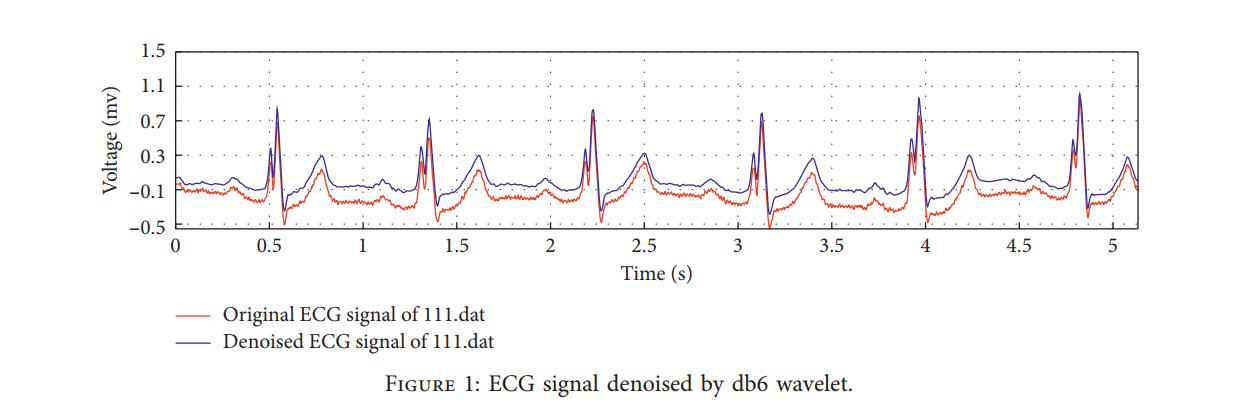 1.5
1.1
0.7
0.3
−0.1
−0.5
Voltage (mv)
0 0.5 1 1.5 2 2.5 3 3.5 4 4.5 5
Time (s)
Original ECG signal of 111.dat
Denoised ECG signal of 111.dat
Figure 1: ECG signal denoised by db6 wavelet.